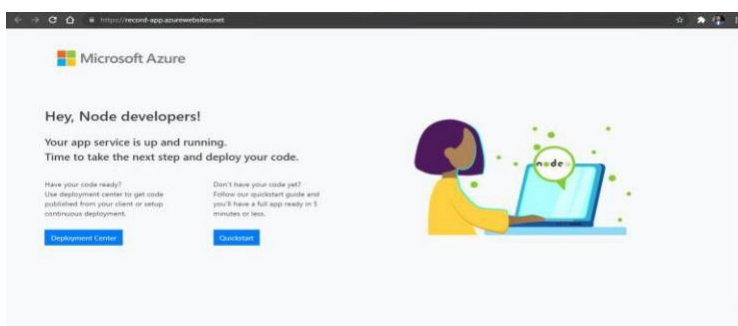 https://record-app.azurewebsites.net
Microsoft Azure
Hey, Node developers!
Your app service is up and running.
Time to take the next step and deploy your code.
Have your code ready?
Use deployment center to get code
published from your client or setup
continuous deployment.
Deployment Center
Don't have your code yet?
Follow our quickstart guide and
you'll have a full app ready in 5
minutes or less.
Quickstart
node